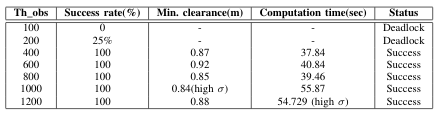 Th_obs Success rate(%) Min. clearance(m) Computation time(sec) Status
100 0 - - Deadlock
200 25% - - Deadlock
400 100 0.87 37.84 Success
600 100 0.92 40.84 Success
800 100 0.85 39.46 Success
1000 100 0.84(high σ) 55.87 Success
1200 100 0.88 54.729 (high σ) Success